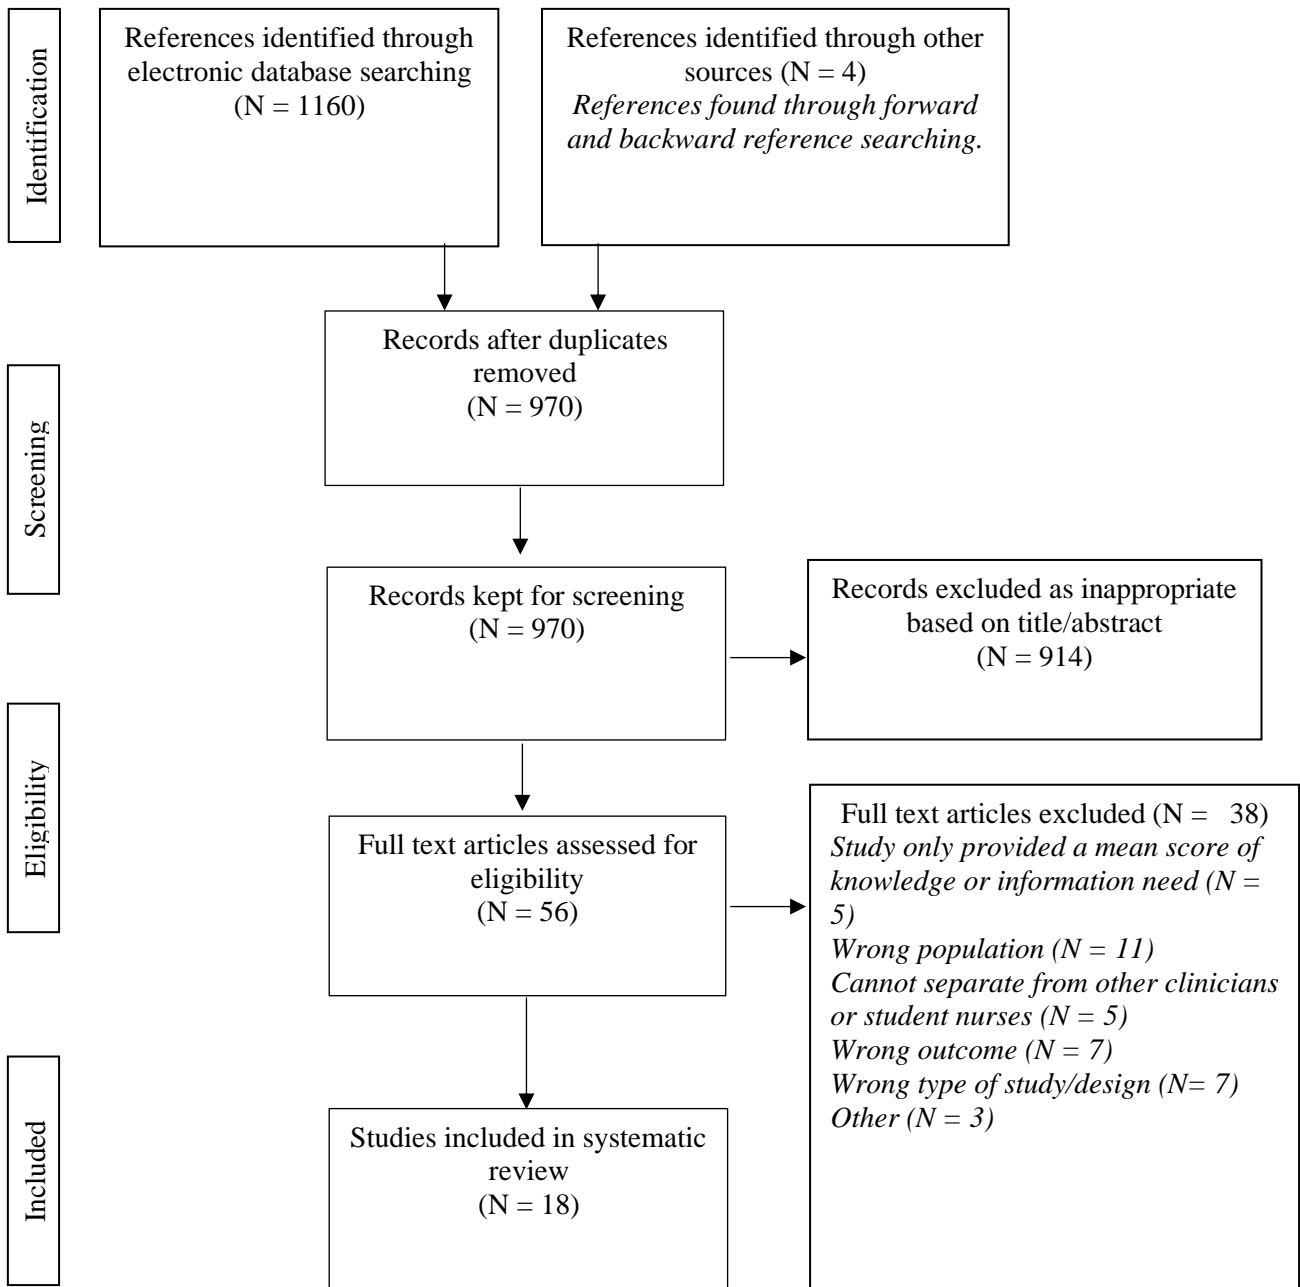 Identification
References identified through
electronic database searching
(N = 1160)
References identified through other
sources (N = 4)
References found through forward
and backward reference searching.
Screening
Records after duplicates
removed
(N = 970)
Records kept for screening
(N = 970)
Records excluded as inappropriate
based on title/abstract
(N = 914)
Eligibility
Full text articles assessed for
eligibility
(N = 56)
Full text articles excluded (N =   38)
Study only provided a mean score of
knowledge or information need (N =
5)
Wrong population (N = 11)
Cannot separate from other clinicians
or student nurses (N = 5)
Wrong outcome (N = 7)
Wrong type of study/design (N= 7)
Other (N = 3)
Included
Studies included in systematic
review
(N = 18)